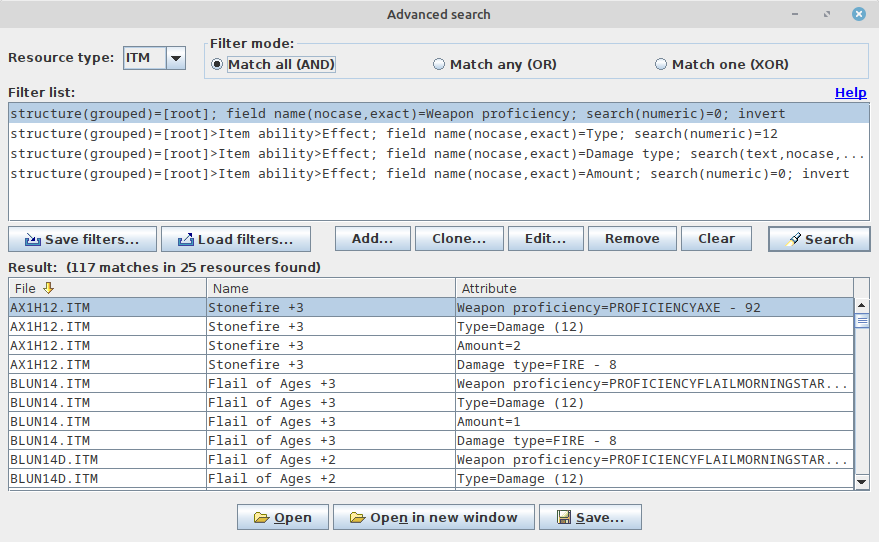 Advanced search
Resource type: ITM
Filter mode:
Match all (AND) Match any (OR) Match one (XOR)
Filter list: Help
structure(grouped)=[root]; field name(nocase,exact)=Weapon proficiency; search(numeric)=0; invert
structure(grouped)=[root]>Item ability>Effect; field name(nocase,exact)=Type; search(numeric)=12
structure(grouped)=[root]>Item ability>Effect; field name(nocase,exact)=Damage type; search(text,nocase,...
structure(grouped)=[root]>Item ability>Effect; field name(nocase,exact)=Amount; search(numeric)=0; invert
Save filters... Load filters... Add... Clone... Edit... Remove Clear Search
Result: (117 matches in 25 resources found)
File Name Attribute
AX1H12.ITM Stonefire +3 Weapon proficiency=PROFICIENCYAXE - 92
AX1H12.ITM Stonefire +3 Type=Damage (12)
AX1H12.ITM Stonefire +3 Amount=2
AX1H12.ITM Stonefire +3 Damage type=FIRE - 8
BLUN14.ITM Flail of Ages +3 Weapon proficiency=PROFICIENCYFLAILMORNINGSTAR...
BLUN14.ITM Flail of Ages +3 Type=Damage (12)
BLUN14.ITM Flail of Ages +3 Amount=1
BLUN14.ITM Flail of Ages +3 Damage type=FIRE - 8
BLUN14D.ITM Flail of Ages +2 Weapon proficiency=PROFICIENCYFLAILMORNINGSTAR...
BLUN14D.ITM Flail of Ages +2 Type=Damage (12)
Open Open in new window Save...